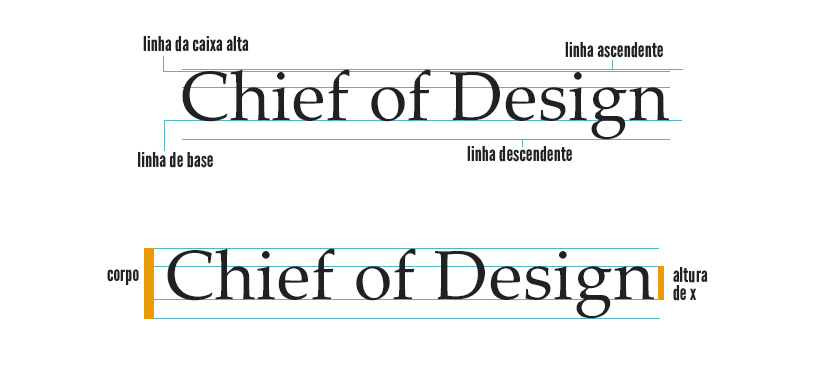 linha da caixa alta
linha ascendente
Chief of Design
linha de base
linha descendente
corpo
Chief of Design
altura
de x